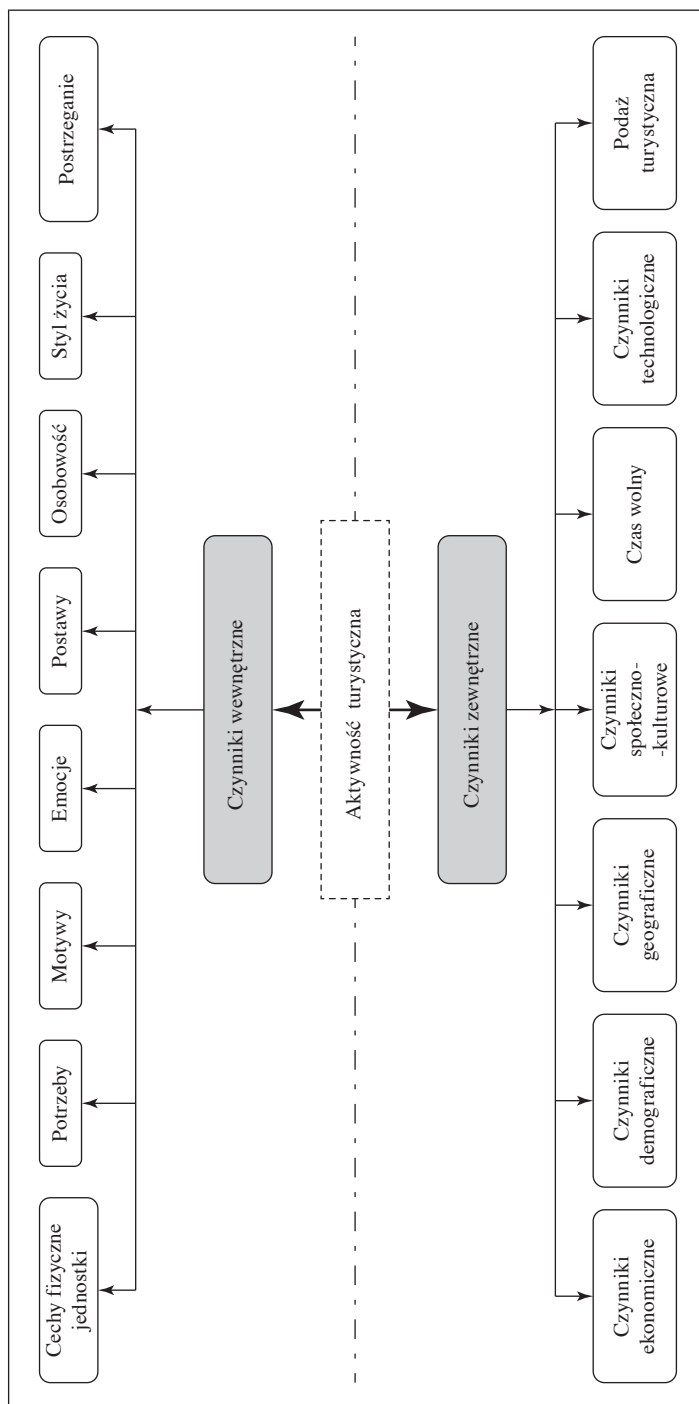 Cechy fizyczne
jednostki
Potrzeby
Motywy
Emocje
Postawy
Osobowość
Styl życia
Postrzeganie
Czynniki wewnętrzne
Aktywność turystyczna
Czynniki zewnętrzne
Czynniki
ekonomiczne
Czynniki
demograficzne
Czynniki
geograficzne
Czynniki
społeczno-
-kulturowe
Czas wolny
Czynniki
technologiczne
Podaż
turystyczna